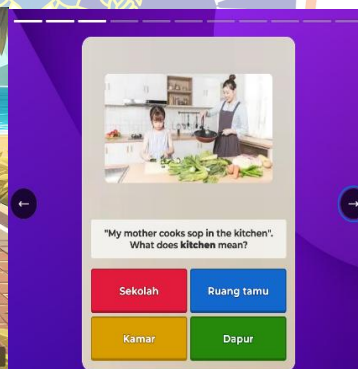 "My mother cooks sop in the kitchen".
What does kitchen mean?
Sekolah
Ruang tamu
Kamar
Dapur